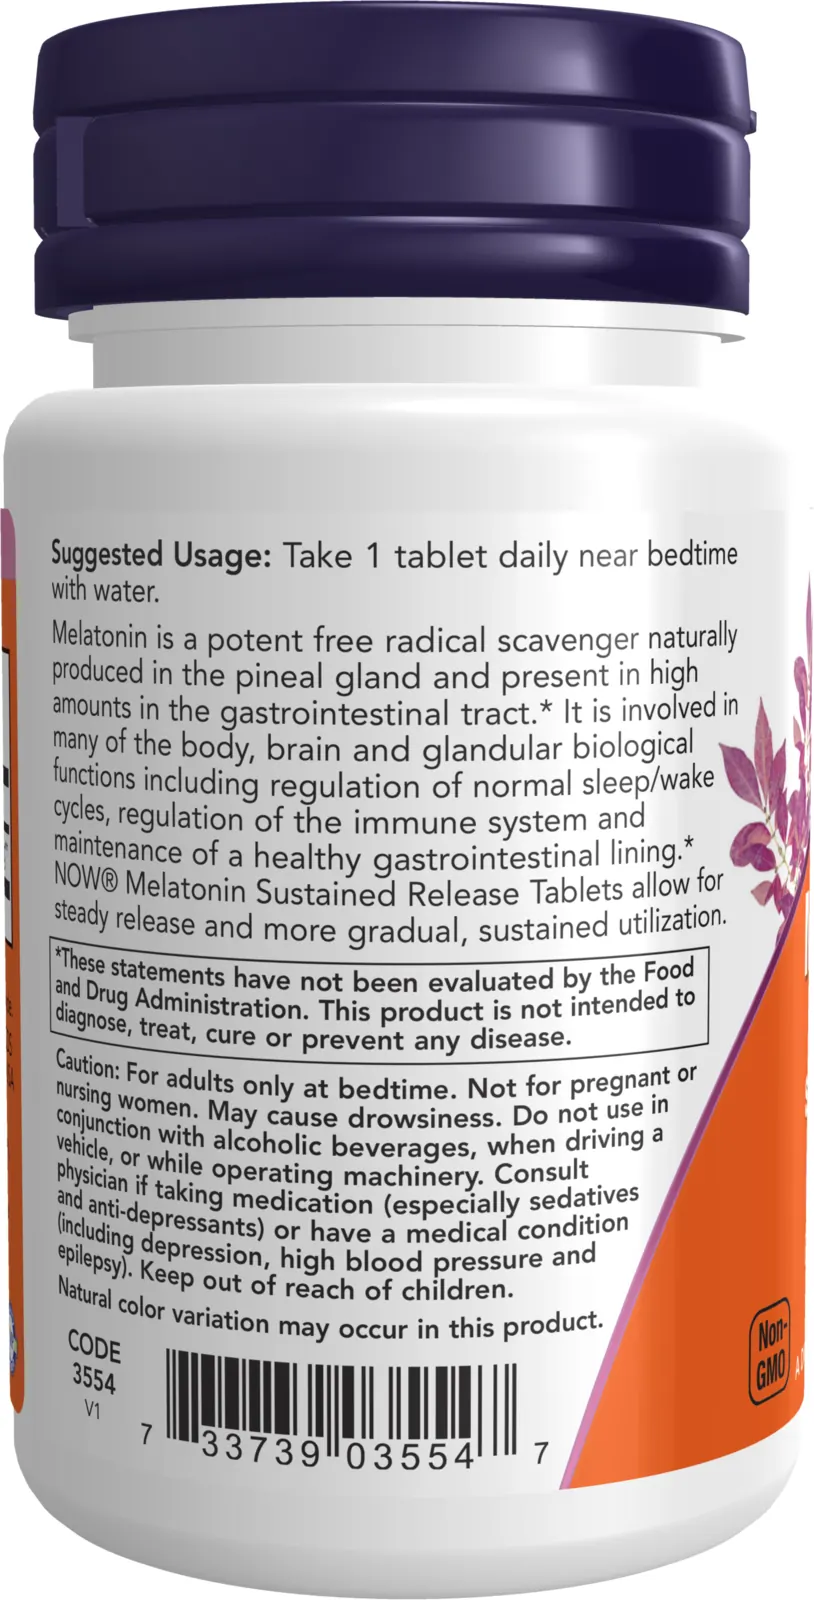 Suggested Usage: Take 1 tablet daily near bedtime
with water.
Melatonin is a potent free radical scavenger naturally
produced in the pineal gland and present in high
amounts in the gastrointestinal tract.* It is involved in
many of the body, brain and glandular biological
functions including regulation of normal sleep/wake
cycles, regulation of the immune system and
maintenance of a healthy gastrointestinal lining.*
NOW® Melatonin Sustained Release Tablets allow for
steady release and more gradual, sustained utilization.
*These statements have not been evaluated by the Food
and Drug Administration. This product is not intended to
diagnose, treat, cure or prevent any disease.
Caution: For adults only at bedtime. Not for pregnant or
nursing women. May cause drowsiness. Do not use in
conjunction with alcoholic beverages, when driving a
vehicle, or while operating machinery. Consult
physician if taking medication (especially sedatives
and anti-depressants) or have a medical condition
(including depression, high blood pressure and
epilepsy). Keep out of reach of children.
Natural color variation may occur in this product.
CODE
3554
V1
7 33739 03554 7
Non-
GMO